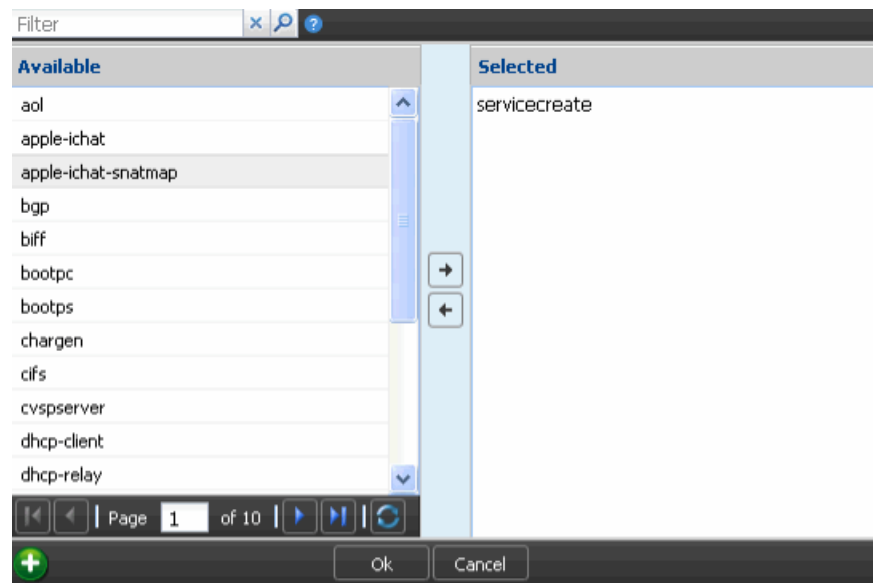 Filter
Available
Selected
aol
apple-ichat
apple-ichat-snatmap
bgp
biff
bootpc
bootps
chargen
cifs
cvspserver
dhcp-client
dhcp-relay
servicecreate
Page 1 of 10
Ok Cancel